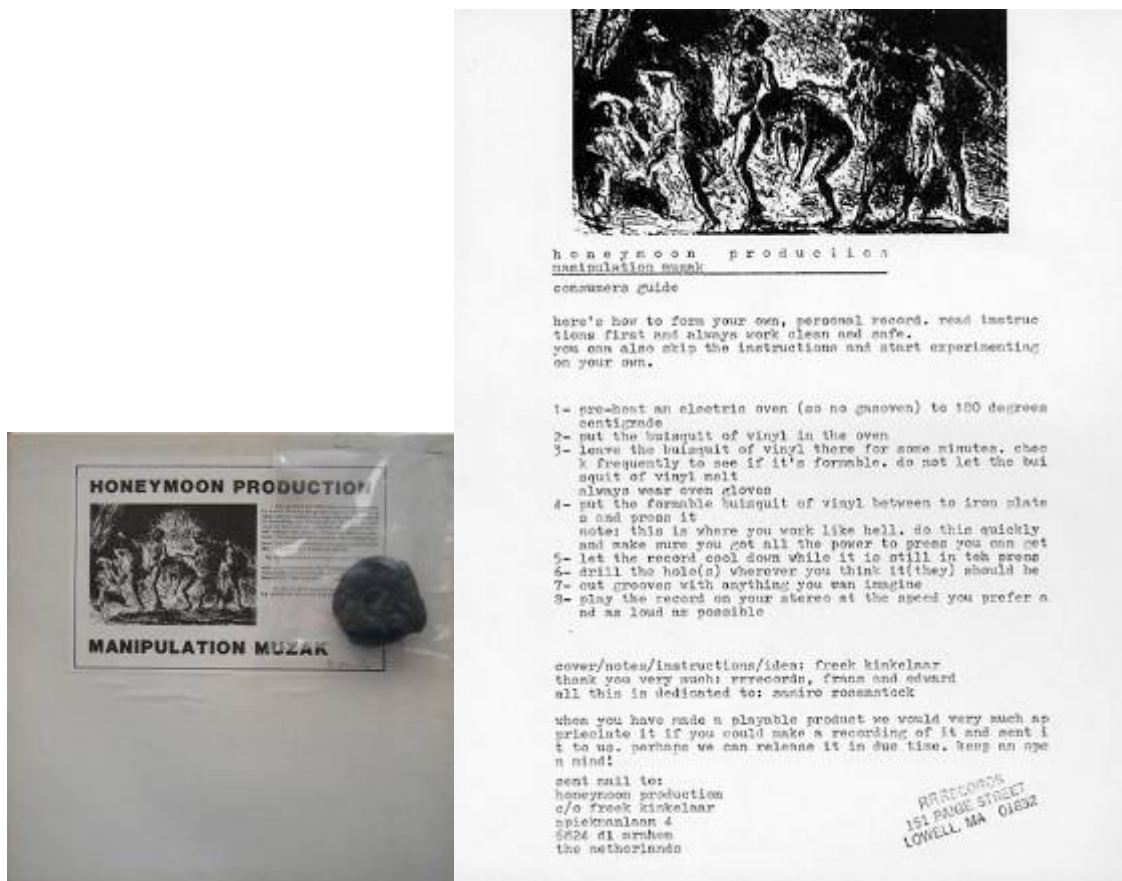 HONEYMOON PRODUCTION
MANIPULATION MUZAK
honeymoon production
manipulation muzak
consumers guide
here's how to form your own, personal record. read instruc
tions first and always work clean and safe.
you can also skip the instructions and start experimenting
on your own.
1- pre-heat an electric oven (so no gasoven) to 180 degrees
centigrade
2- put the buisquit of vinyl in the oven
3- leave the buisquit of vinyl there for some minutes. chec
k frequently to see if it's formable. do not let the bui
squit of vinyl melt
always wear oven gloves
4- put the formable buisquit of vinyl between to iron plate
s and press it
note: this is where you work like hell. do this quickly
and make sure you got all the power to press you can get
5- let the record cool down while it is still in teh press
6- drill the hole(s) wherever you think it(they) should be
7- cut grooves with anything you can imagine
8- play the record on your stereo at the speed you prefer a
nd as loud as possible
cover/notes/instructions/idea: freek kinkelaar
thank you very much: rrrecords, frans and edward
all this is dedicated to: rosenstock
when you have made a playable product we would very much ap
prieciate it if you could make a recording of it and sent i
t to us. perhaps we can release it in due time. keep an ope
n mind!
sent mail to:
honeymoon production
c/o freek kinkelaar
4
6824 d1 arnhem
the netherlands
RRRECORDS
151 PAIGE STREET
LOWELL, MA 01852